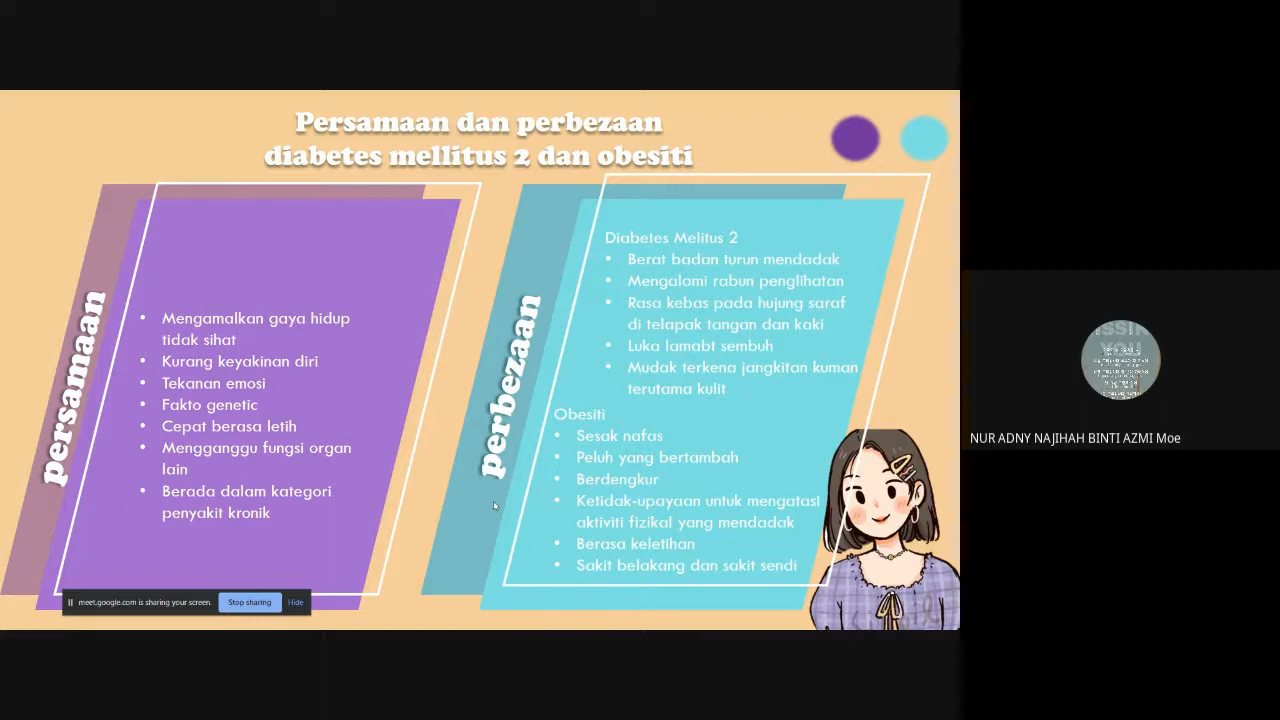 Persamaan dan perbezaan
diabetes mellitus 2 dan obesiti
persamaan
• Mengamalkan gaya hidup
tidak sihat
• Kurang keyakinan diri
• Tekanan emosi
• Fakto genetic
• Cepat berasa letih
• Mengganggu fungsi organ
lain
• Berada dalam kategori
penyakit kronik
perbezaan
Diabetes Melitus 2
• Berat badan turun mendadak
• Mengalami rabun penglihatan
• Rasa kebas pada hujung saraf
di telapak tangan dan kaki
• Luka lamabt sembuh
• Mudak terkena jangkitan kuman
terutama kulit
Obesiti
• Sesak nafas
• Peluh yang bertambah
• Berdengkur
• Ketidak-upayaan untuk mengatasi
aktiviti fizikal yang mendadak
• Berasa keletihan
• Sakit belakang dan sakit sendi
meet.google.com is sharing your screen.
Stop sharing
Hide
NUR ADNY NAJIHAH BINTI AZMI Moe
YOU